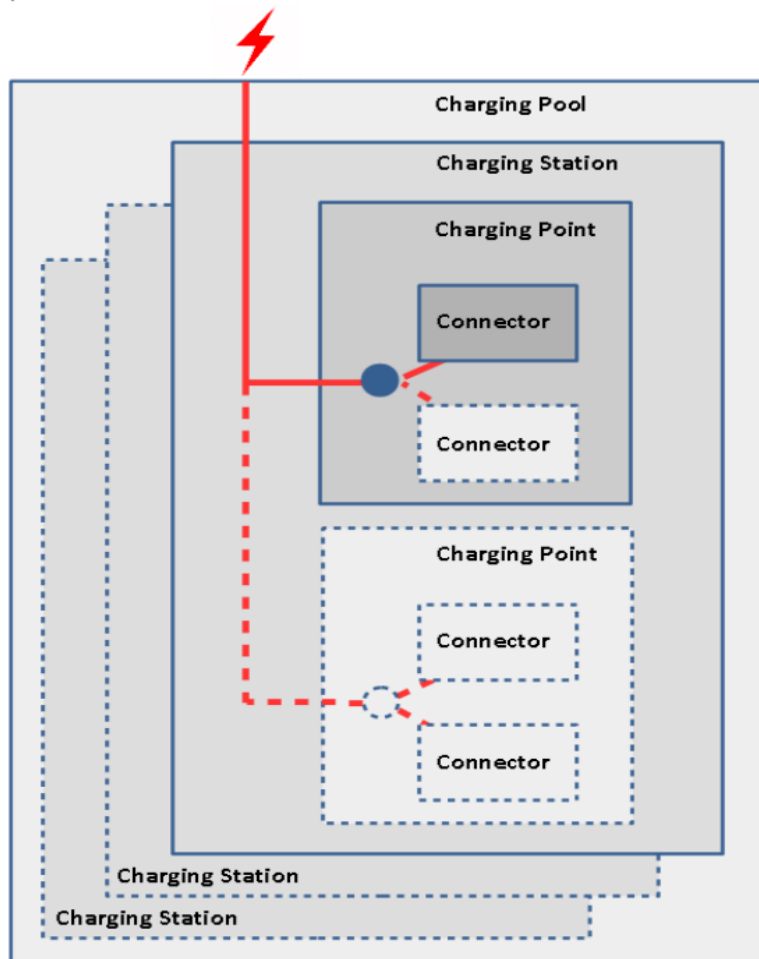 Charging Pool
Charging Station
Charging Point
Connector
Connector
Charging Point
Connector
Connector
Charging Station
Charging Station